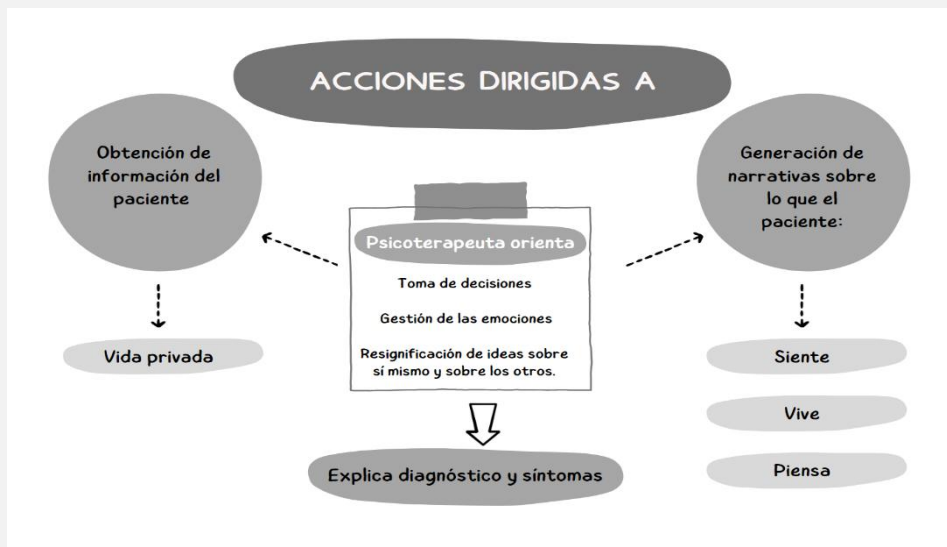 ACCIONES DIRIGIDAS A
Obtención de
información del
paciente
Vida privada
Psicoterapeuta orienta
Toma de decisiones
Gestión de las emociones
Resignificación de ideas sobre
sí mismo y sobre los otros.
Explica diagnóstico y síntomas
Generación de
narrativas sobre
lo que el
paciente:
Siente
Vive
Piensa